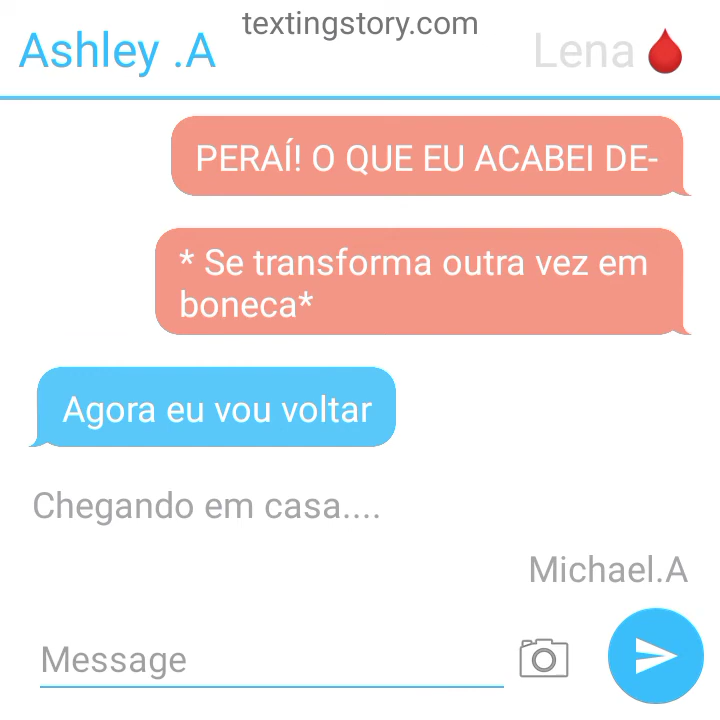 textingstory.com
Ashley .A
Lena🩸
PERAÍ! O QUE EU ACABEI DE-
* Se transforma outra vez em
boneca*
Agora eu vou voltar
Chegando em casa....
Michael.A
Message